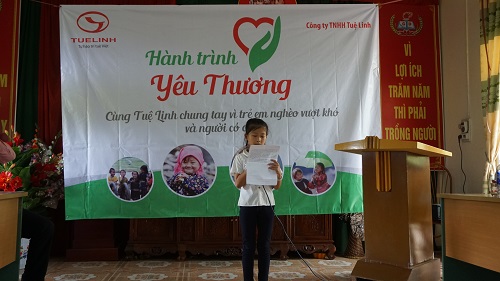 TUELINH
Công ty TNHH Tuệ Linh
Hành trình
Yêu Thương
Cùng Tuệ Linh chung tay vì trẻ em nghèo vượt khó
và người có
VÌ
LỢI ÍCH
TRĂM NĂM
THÌ PHẢI
TRỒNG NGƯỜI